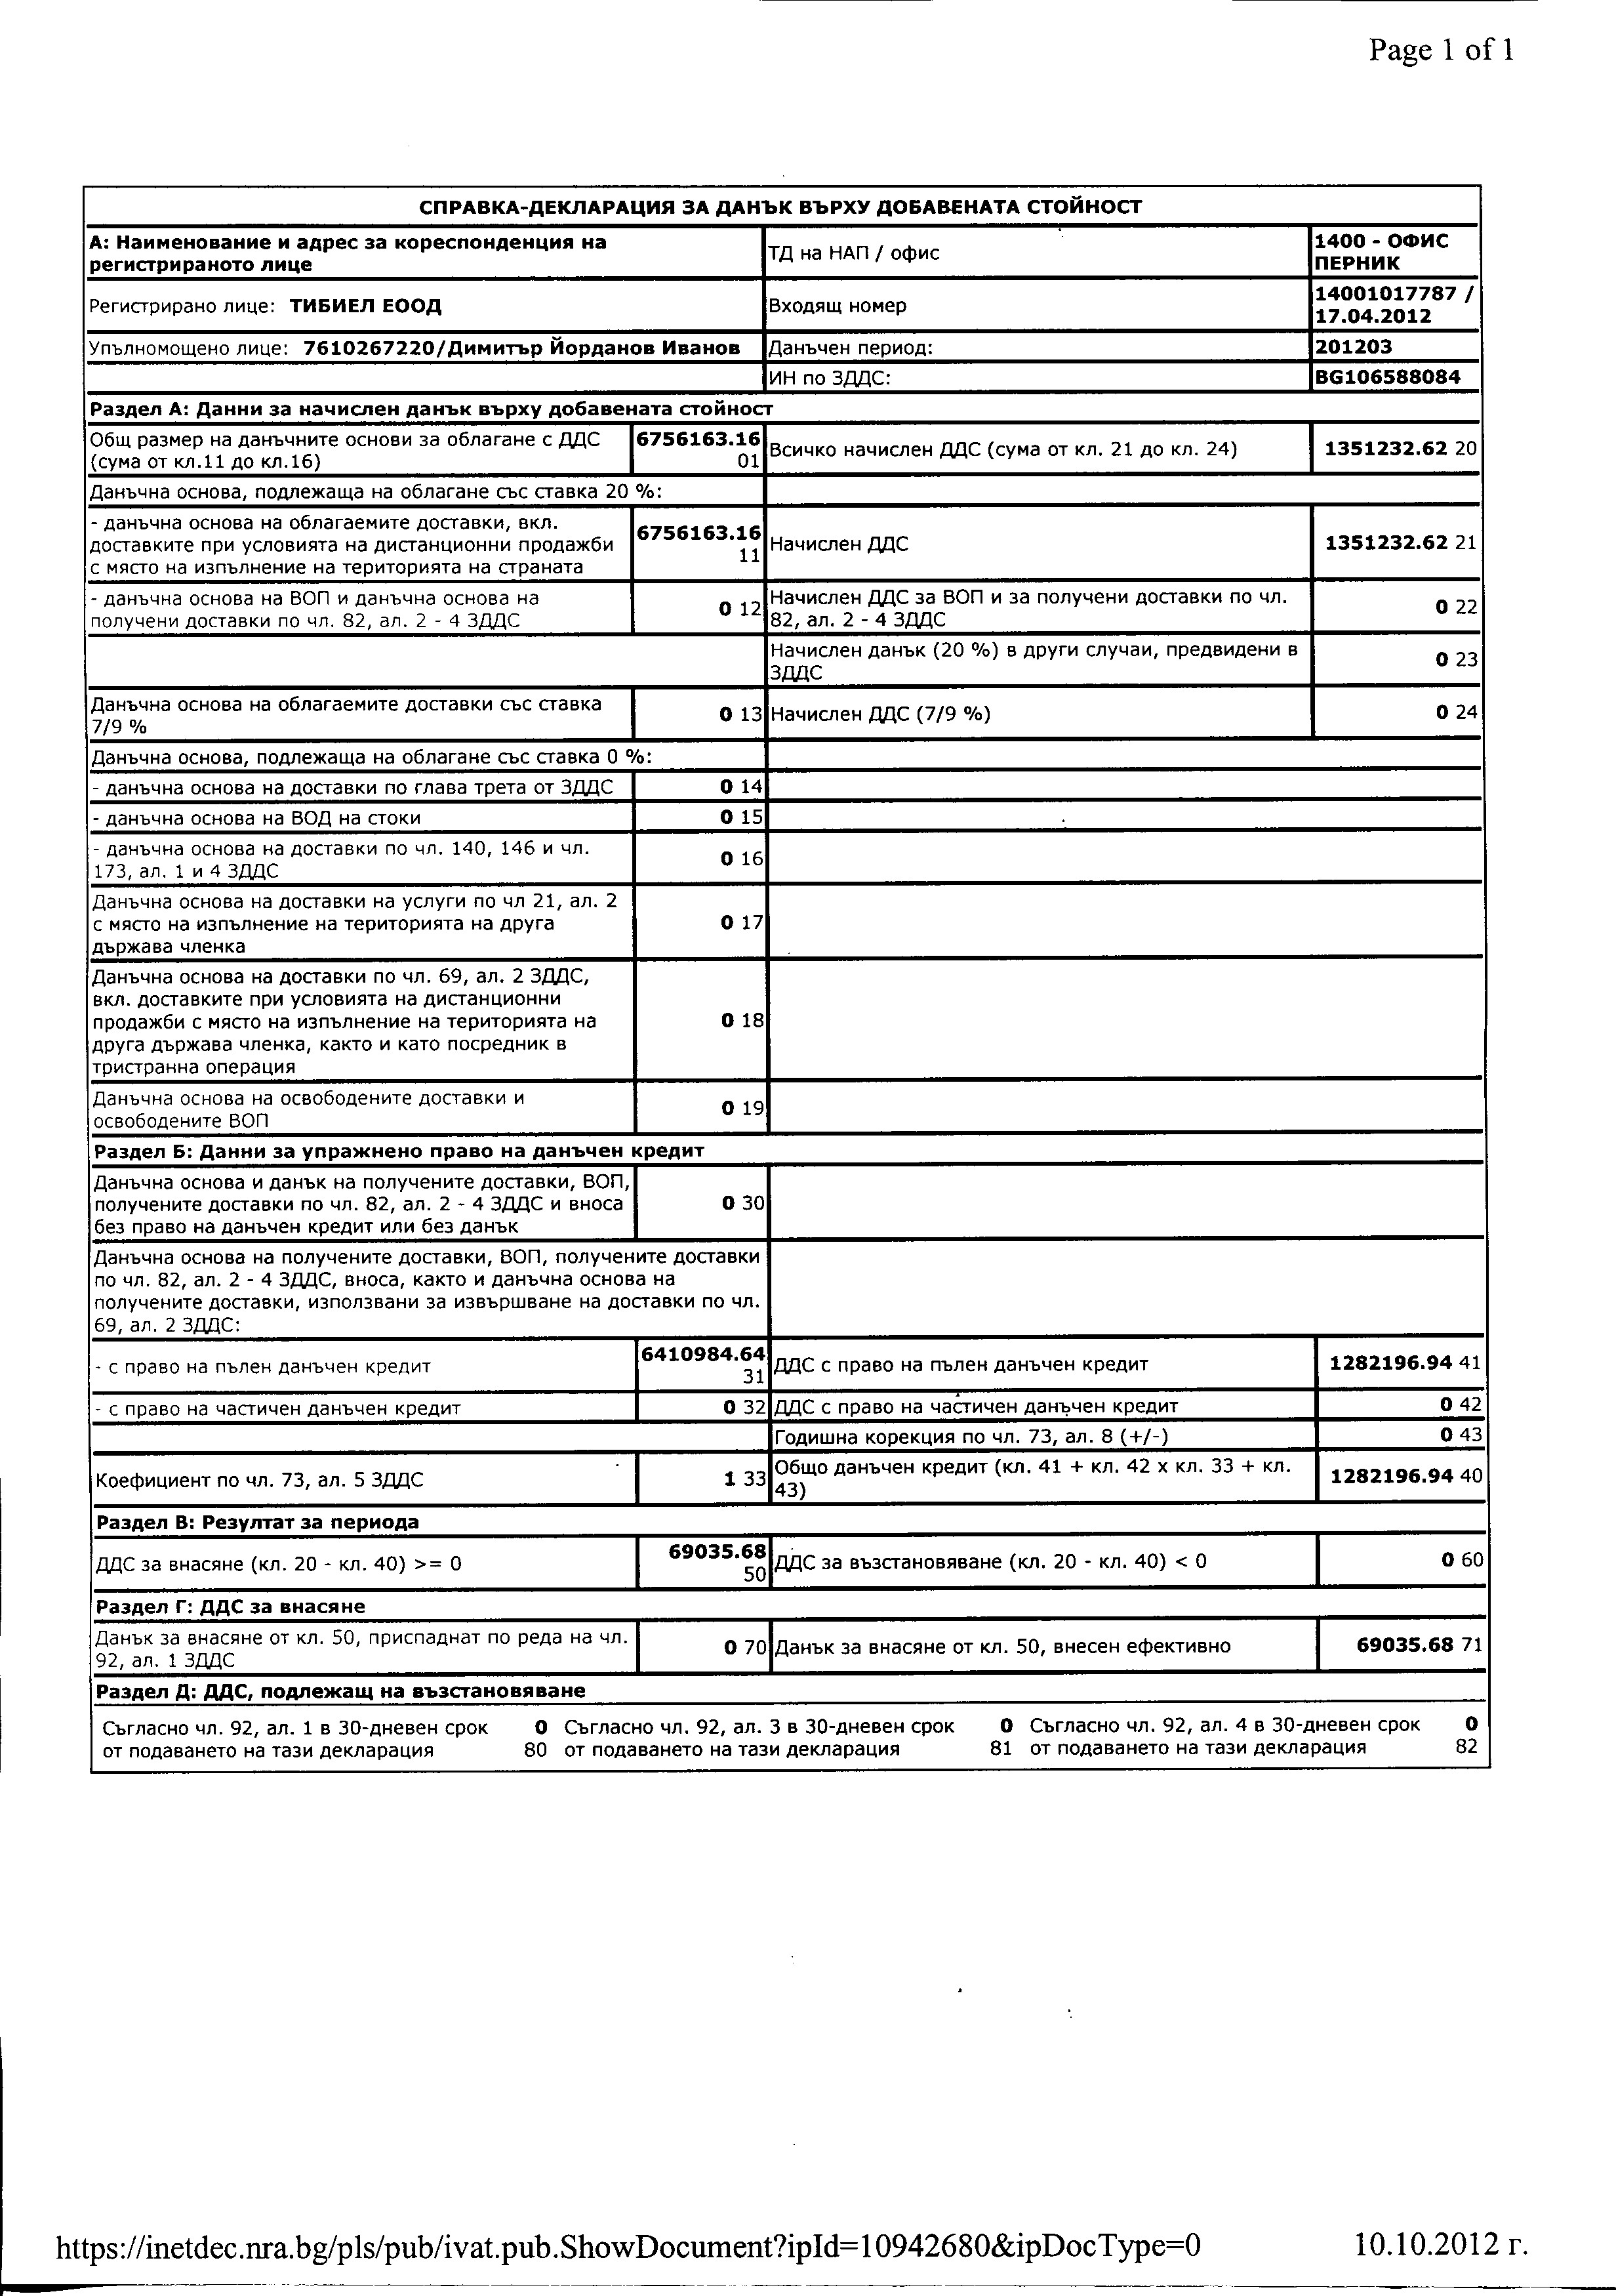 Page 1 of 1
СПРАВКА-ДЕКЛАРАЦИЯ ЗА ДАНЪК ВЪРХУ ДОБАВЕНАТА СТОЙНОСТ
А: Наименование и адрес за кореспонденция на
регистрираното лице
ТД на НАП / офис
1400 - ОФИС
ПЕРНИК
Регистрирано лице: ТИБИЕЛ ЕООД
Входящ номер
14001017787 /
17.04.2012
Упълномощено лице: 7610267220/Димитър Йорданов Иванов
Данъчен период:
201203
ИН по ЗДДС:
BG106588084
Раздел А: Данни за начислен данък върху добавената стойност
Общ размер на данъчните основи за облагане с ДДС
(сума от кл.11 до кл.16)
6756163.16
01
Всичко начислен ДДС (сума от кл. 21 до кл. 24)
1351232.62 20
Данъчна основа, подлежаща на облагане със ставка 20 %:
- данъчна основа на облагаемите доставки, вкл.
доставките при условията на дистанционни продажби
с място на изпълнение на територията на страната
6756163.16
11
Начислен ДДС
1351232.62 21
- данъчна основа на ВОП и данъчна основа на
получени доставки по чл. 82, ал. 2 - 4 ЗДДС
0 12
Начислен ДДС за ВОП и за получени доставки по чл.
82, ал. 2 - 4 ЗДДС
0 22
Начислен данък (20 %) в други случаи, предвидени в
ЗДДС
0 23
Данъчна основа на облагаемите доставки със ставка
7/9 %
0 13
Начислен ДДС (7/9 %)
0 24
Данъчна основа, подлежаща на облагане със ставка 0 %:
- данъчна основа на доставки по глава трета от ЗДДС
0 14
- данъчна основа на ВОД на стоки
0 15
- данъчна основа на доставки по чл. 140, 146 и чл.
173, ал. 1 и 4 ЗДДС
0 16
Данъчна основа на доставки на услуги по чл 21, ал. 2
с място на изпълнение на територията на друга
държава членка
0 17
Данъчна основа на доставки по чл. 69, ал. 2 ЗДДС,
вкл. доставките при условията на дистанционни
продажби с място на изпълнение на територията на
друга държава членка, както и като посредник в
тристранна операция
0 18
Данъчна основа на освободените доставки и
освободените ВОП
0 19
Раздел Б: Данни за упражнено право на данъчен кредит
Данъчна основа и данък на получените доставки, ВОП,
получените доставки по чл. 82, ал. 2 - 4 ЗДДС и вноса
без право на данъчен кредит или без данък
0 30
Данъчна основа на получените доставки, ВОП, получените доставки
по чл. 82, ал. 2 - 4 ЗДДС, вноса, както и данъчна основа на
получените доставки, използвани за извършване на доставки по чл.
69, ал. 2 ЗДДС:
- с право на пълен данъчен кредит
6410984.64
31
ДДС с право на пълен данъчен кредит
1282196.94 41
- с право на частичен данъчен кредит
0 32
ДДС с право на частичен данъчен кредит
0 42
Годишна корекция по чл. 73, ал. 8 (+/-)
0 43
Коефициент по чл. 73, ал. 5 ЗДДС
1 33
Общо данъчен кредит (кл. 41 + кл. 42 х кл. 33 + кл.
43)
1282196.94 40
Раздел В: Резултат за периода
ДДС за внасяне (кл. 20 - кл. 40) >= 0
69035.68
50
ДДС за възстановяване (кл. 20 - кл. 40) < 0
0 60
Раздел Г: ДДС за внасяне
Данък за внасяне от кл. 50, приспаднат по реда на чл.
92, ал. 1 ЗДДС
0 70
Данък за внасяне от кл. 50, внесен ефективно
69035.68 71
Раздел Д: ДДС, подлежащ на възстановяване
Съгласно чл. 92, ал. 1 в 30-дневен срок
от подаването на тази декларация
0
80
Съгласно чл. 92, ал. 3 в 30-дневен срок
от подаването на тази декларация
0
81
Съгласно чл. 92, ал. 4 в 30-дневен срок
от подаването на тази декларация
0
82
https://inetdec.nra.bg/pls/pub/ivat.pub.ShowDocument?ipId=10942680&ipDocType=0
10.10.2012 г.